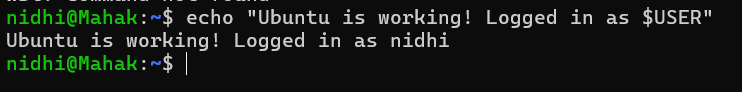 nidhi@Mahak:~$ echo "Ubuntu is working! Logged in as $USER"
Ubuntu is working! Logged in as nidhi
nidhi@Mahak:~$